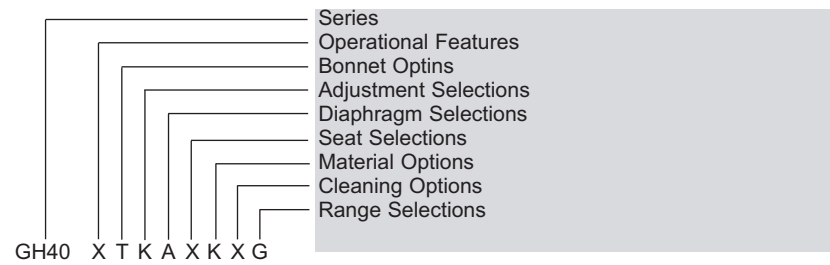 Series
Operational Features
Bonnet Optins
Adjustment Selections
Diaphragm Selections
Seat Selections
Material Options
Cleaning Options
Range Selections
GH40 X T K A X K X G